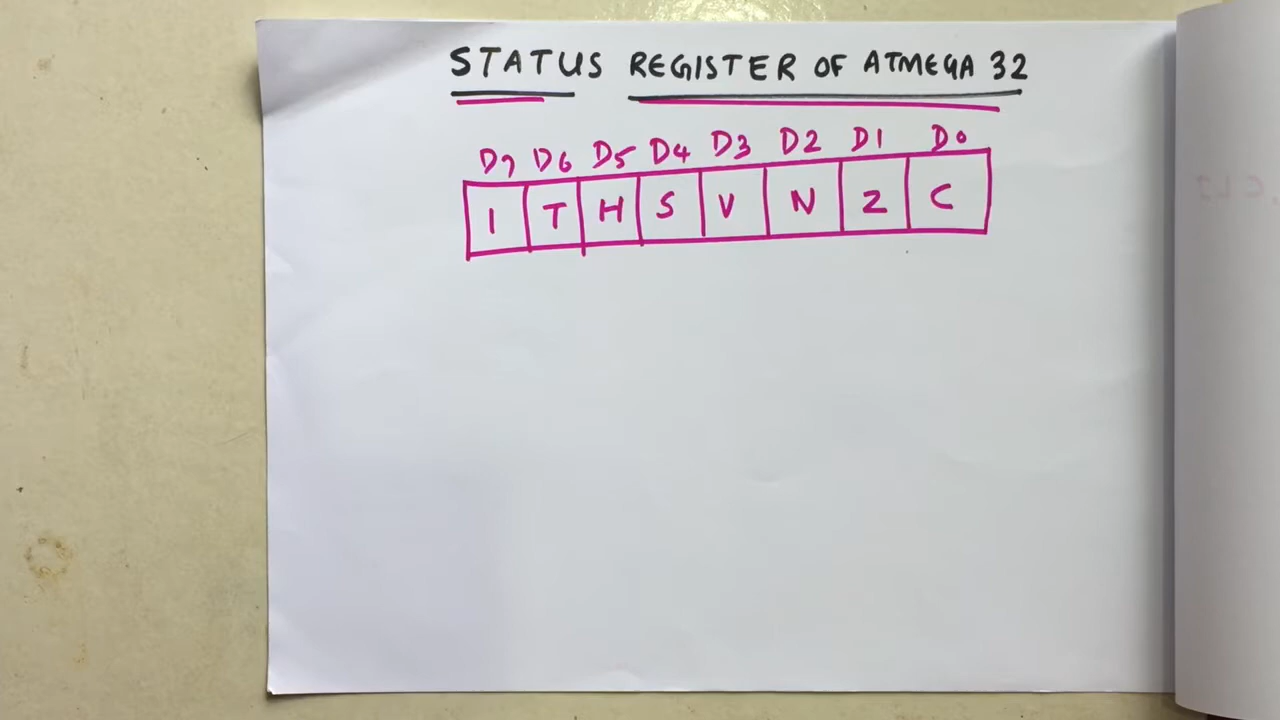 STATUS REGISTER OF ATMEGA 32
D7 D6 D5 D4 D3 D2 D1 D0
I T H S V N Z C